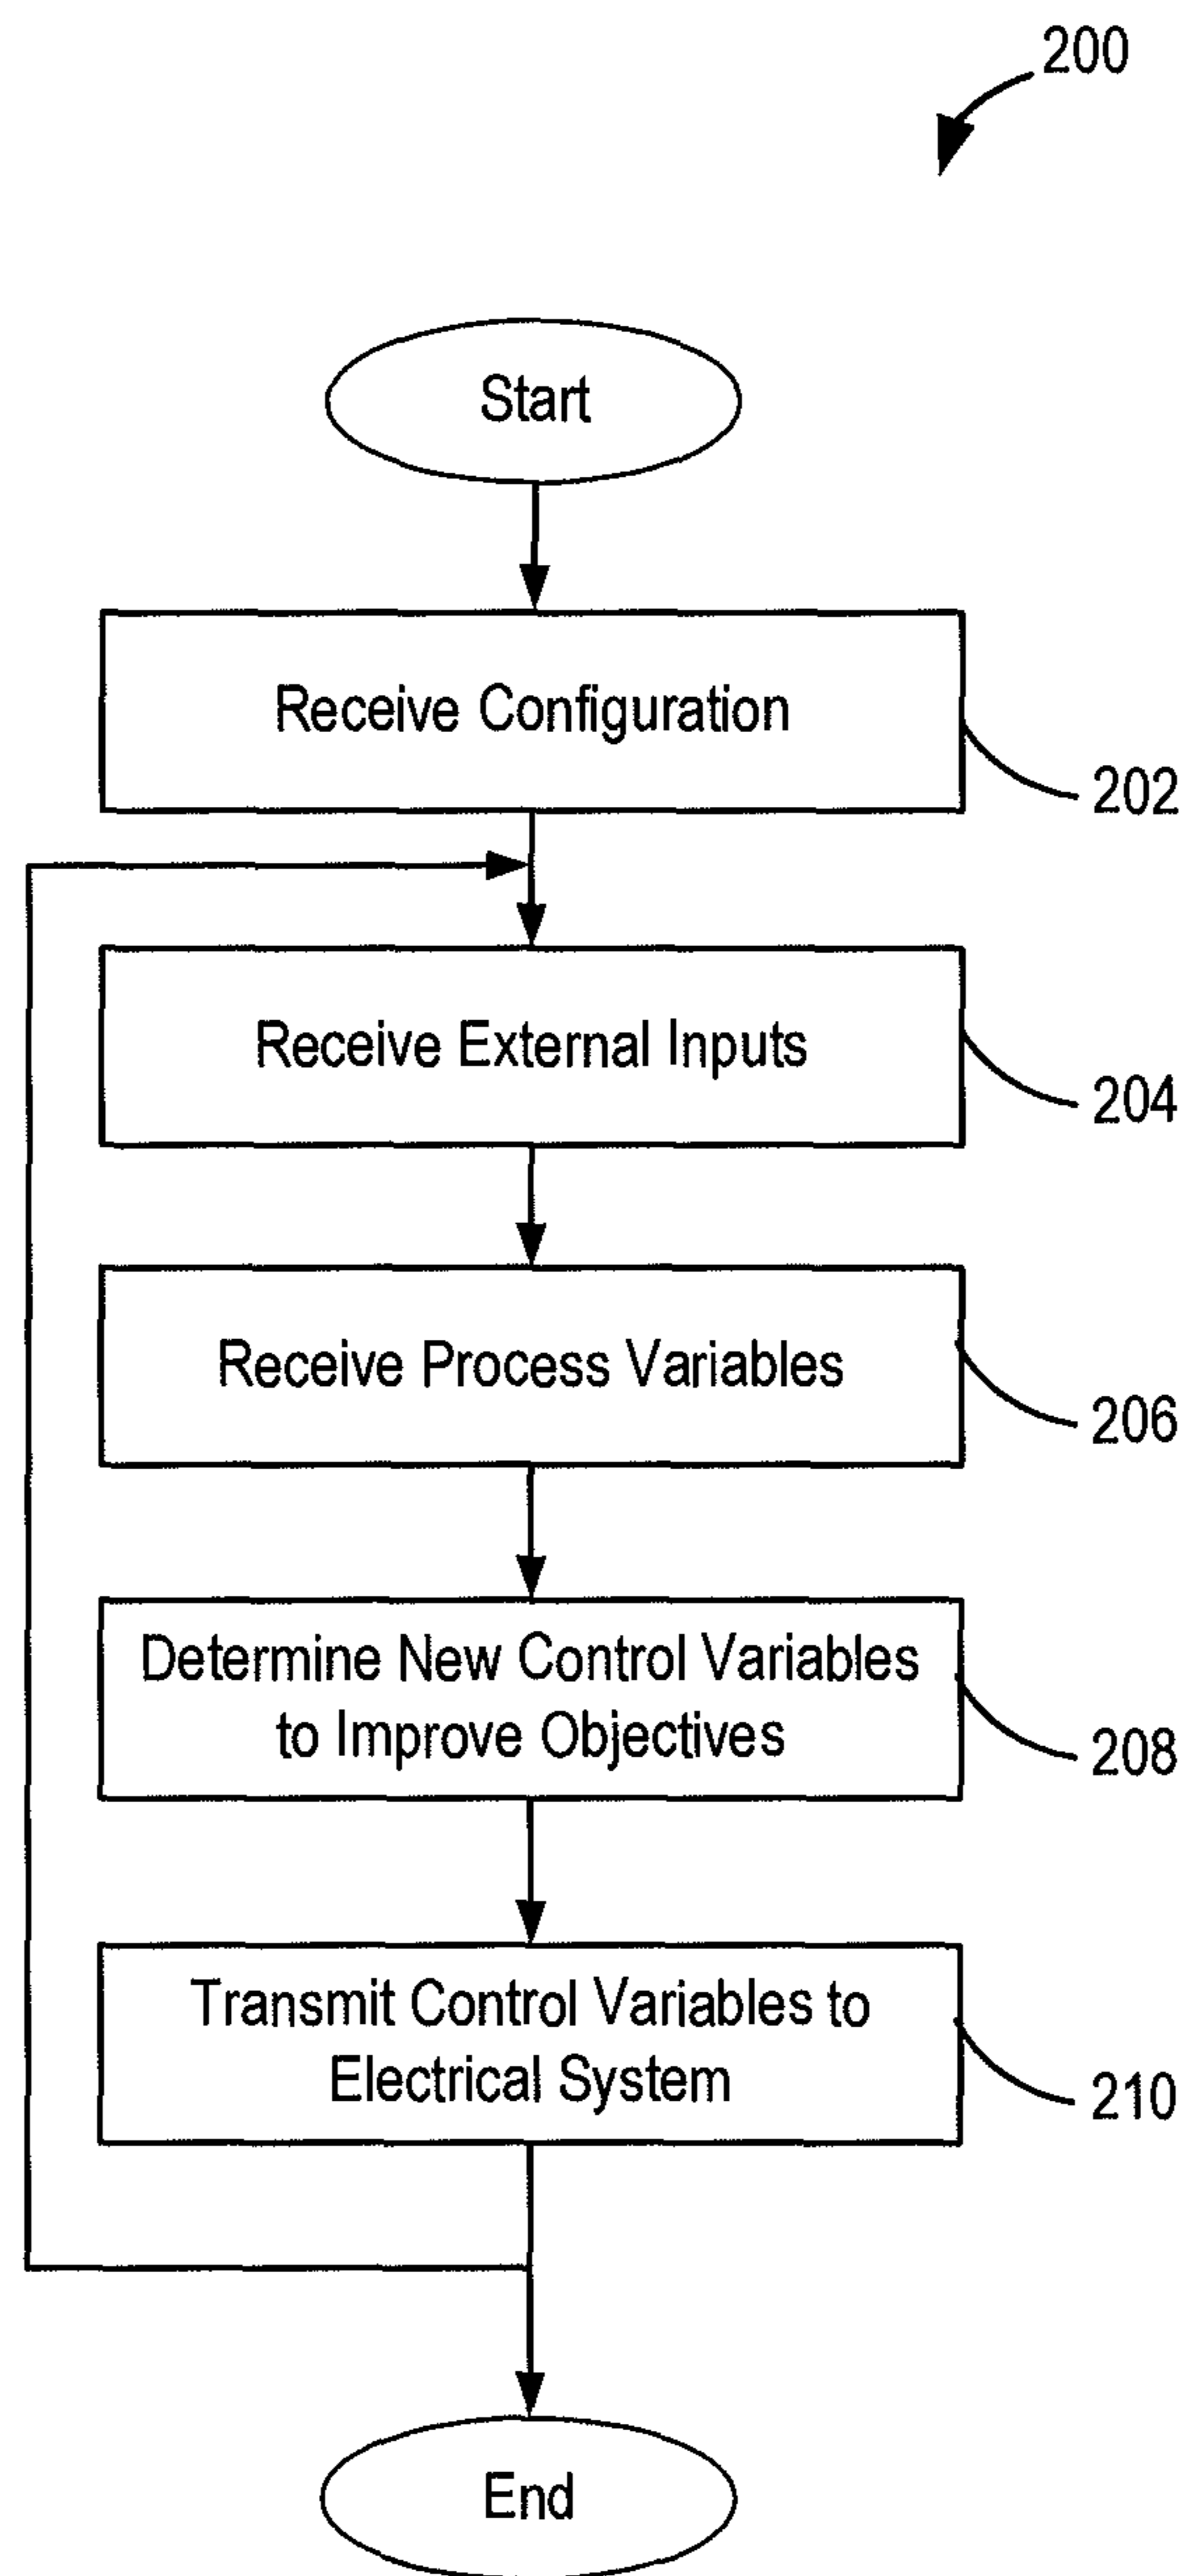 200
Start
Receive Configuration
202
Receive External Inputs
204
Receive Process Variables
206
Determine New Control Variables
to Improve Objectives
208
Transmit Control Variables to
Electrical System
210
End